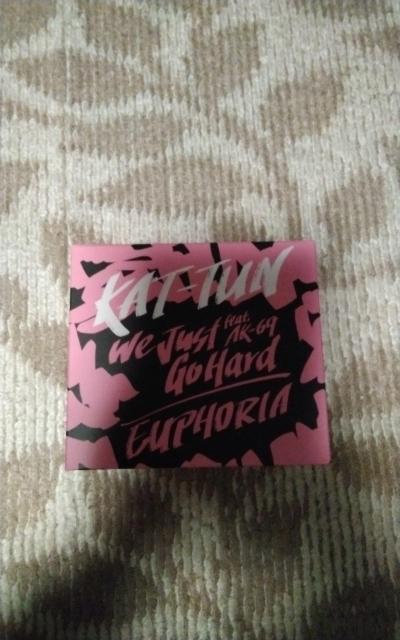 KAT-TUN
We Just feat. AK-69
Go Hard
EUPHORIA